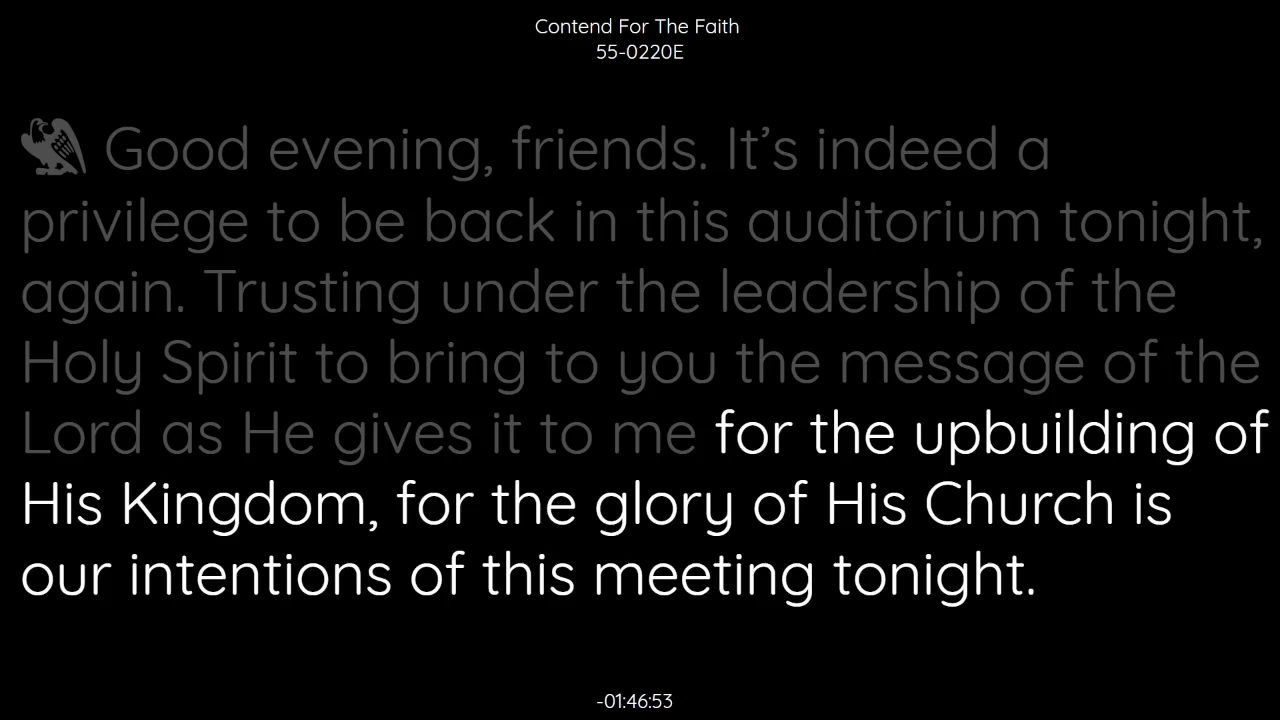 Contend For The Faith
55-0220E
Good evening, friends. It’s indeed a
privilege to be back in this auditorium tonight,
again. Trusting under the leadership of the
Holy Spirit to bring to you the message of the
Lord as He gives it to me for the upbuilding of
His Kingdom, for the glory of His Church is
our intentions of this meeting tonight.
-01:46:53